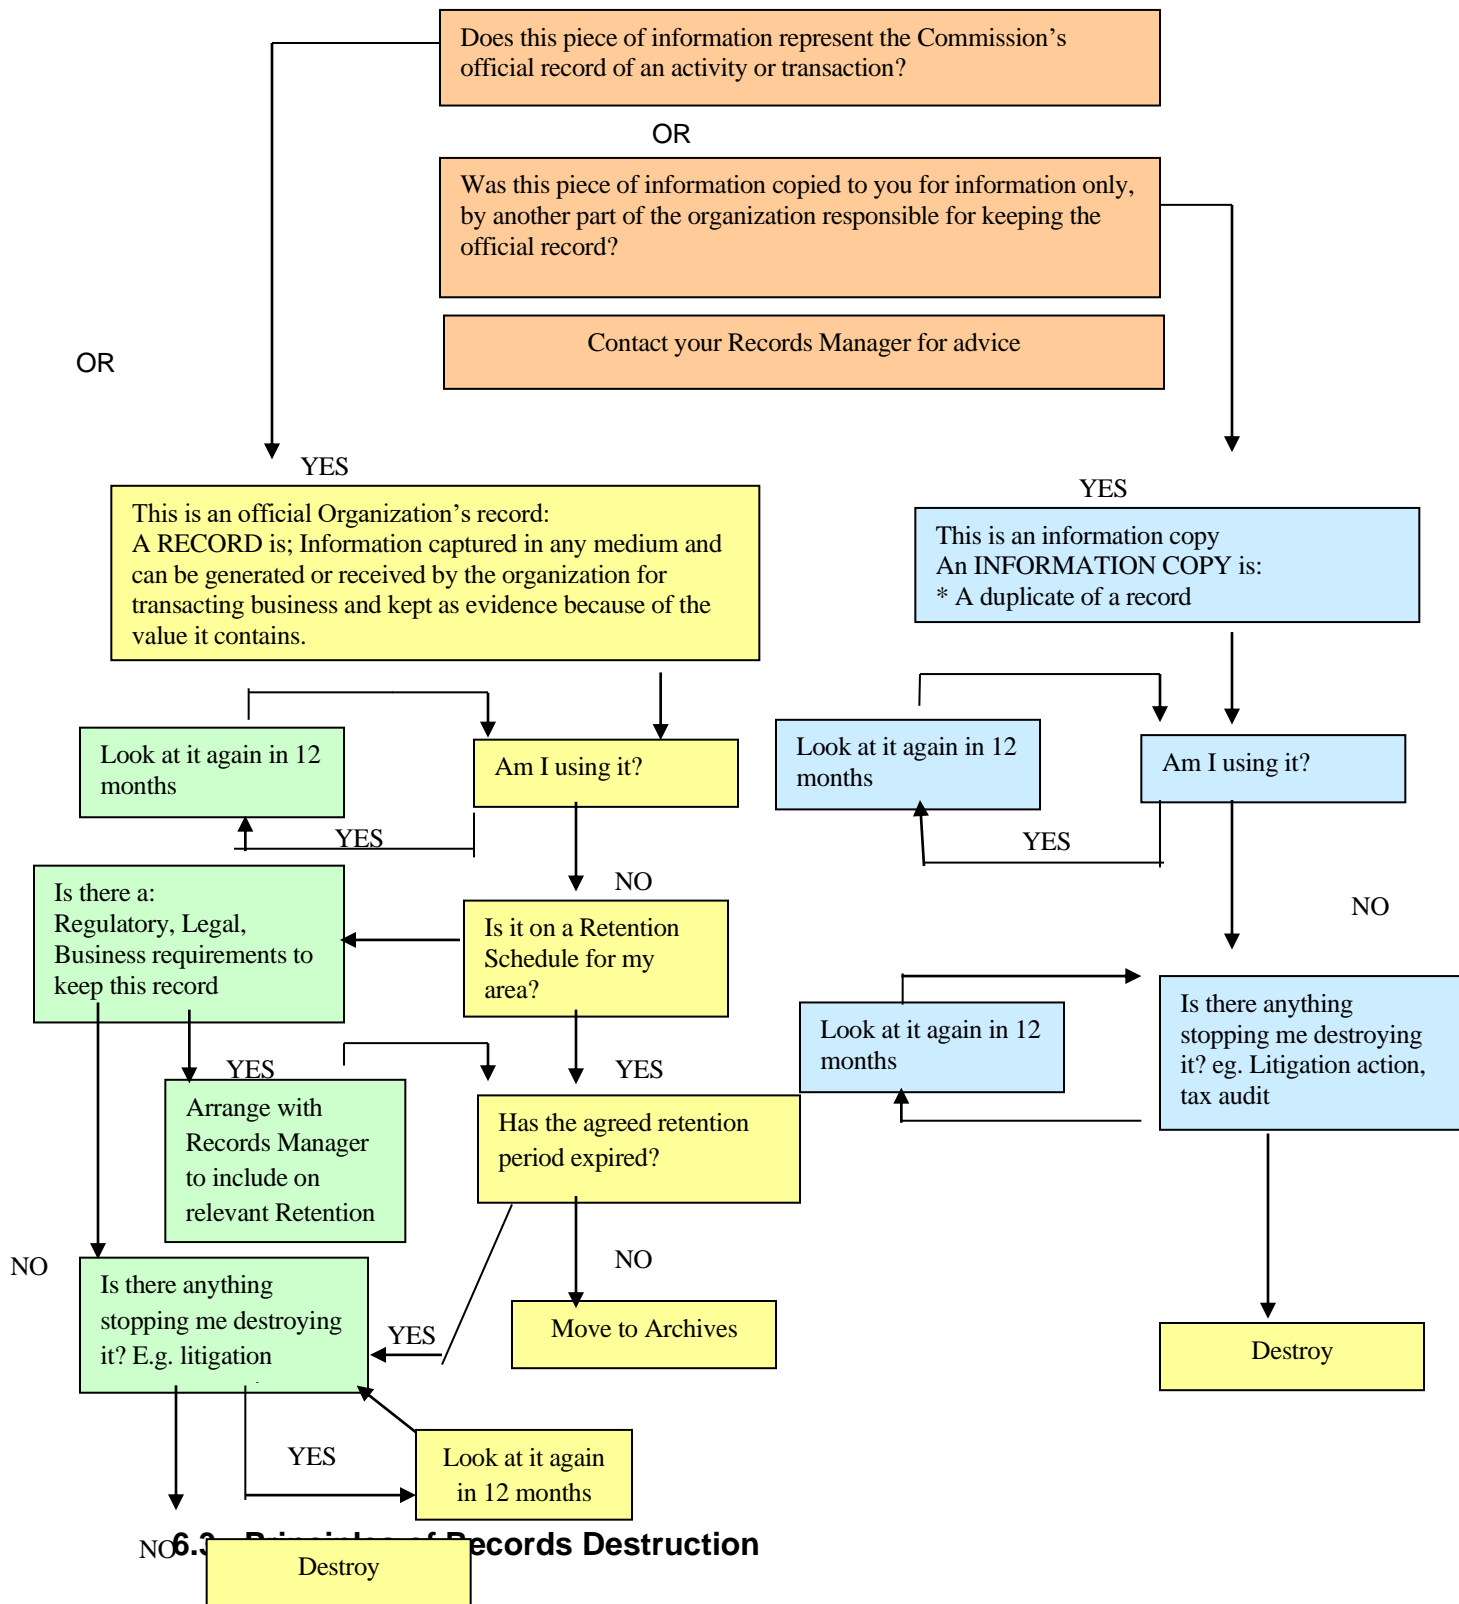 Does this piece of information represent the Commission’s
official record of an activity or transaction?
OR
Was this piece of information copied to you for information only,
by another part of the organization responsible for keeping the
official record?
Contact your Records Manager for advice
OR
YES
This is an official Organization’s record:
A RECORD is; Information captured in any medium and
can be generated or received by the organization for
transacting business and kept as evidence because of the
value it contains.
YES
This is an information copy
An INFORMATION COPY is:
* A duplicate of a record
Look at it again in 12
months
Am I using it?
YES
NO
Look at it again in 12
months
Am I using it?
YES
NO
Is there a:
Regulatory, Legal,
Business requirements to
keep this record
Is it on a Retention
Schedule for my
area?
YES
YES
Look at it again in 12
months
Is there anything
stopping me destroying
it? eg. Litigation action,
tax audit
Arrange with
Records Manager
to include on
relevant Retention
Has the agreed retention
period expired?
NO
NO
Is there anything
stopping me destroying
it? E.g. litigation
YES
Move to Archives
Destroy
YES
Look at it again
in 12 months
NO
6.3 Principles of Records Destruction
Destroy